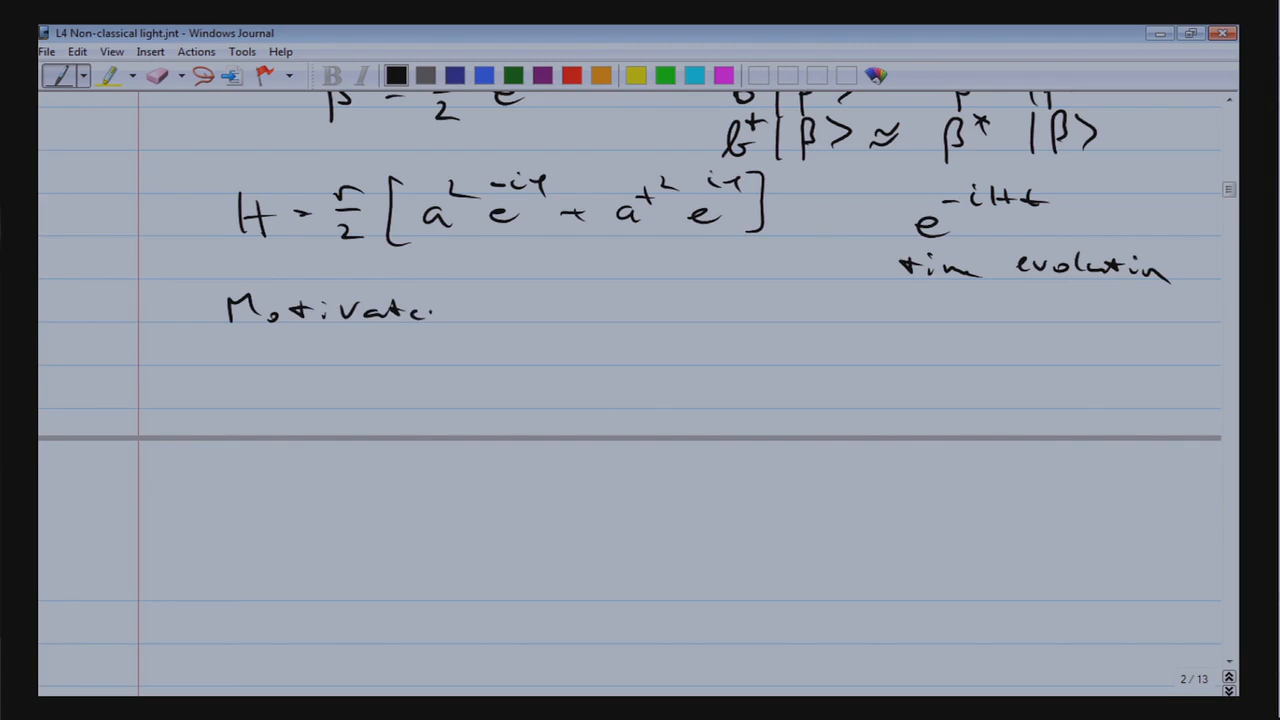 L4 Non-classical light.jnt - Windows Journal
File Edit View Insert Actions Tools Help
B I
b†|β> ≈ β* |β>
H = r/2 [a² e^-iφ + a†² e^iφ]
e^-iHt
time evolution
Motivate
2 / 13